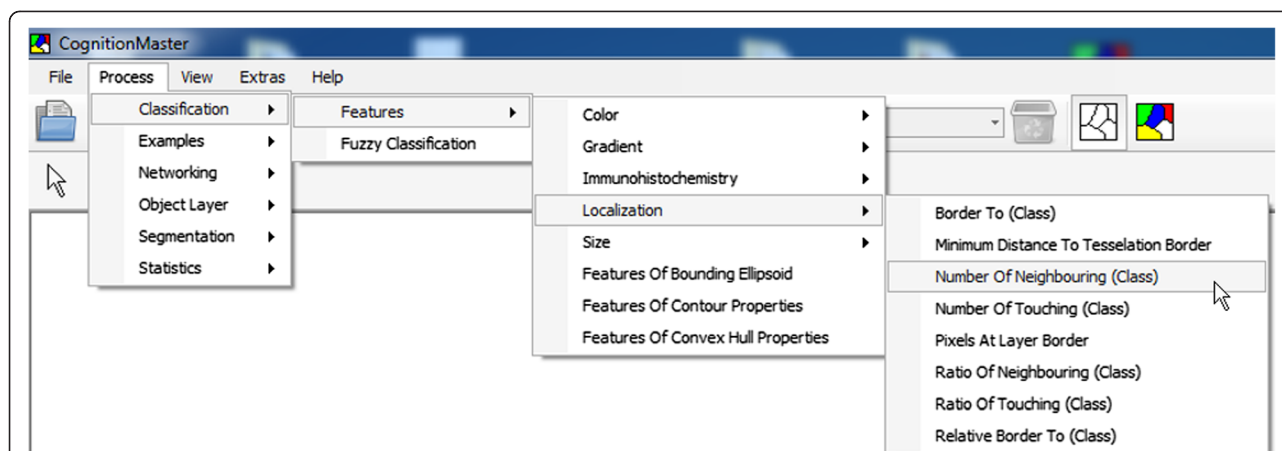 CognitionMaster
File Process View Extras Help
Classification
Examples
Networking
Object Layer
Segmentation
Statistics
Features
Fuzzy Classification
Color
Gradient
Immunohistochemistry
Localization
Size
Features Of Bounding Ellipsoid
Features Of Contour Properties
Features Of Convex Hull Properties
Border To (Class)
Minimum Distance To Tesselation Border
Number Of Neighbouring (Class)
Number Of Touching (Class)
Pixels At Layer Border
Ratio Of Neighbouring (Class)
Ratio Of Touching (Class)
Relative Border To (Class)